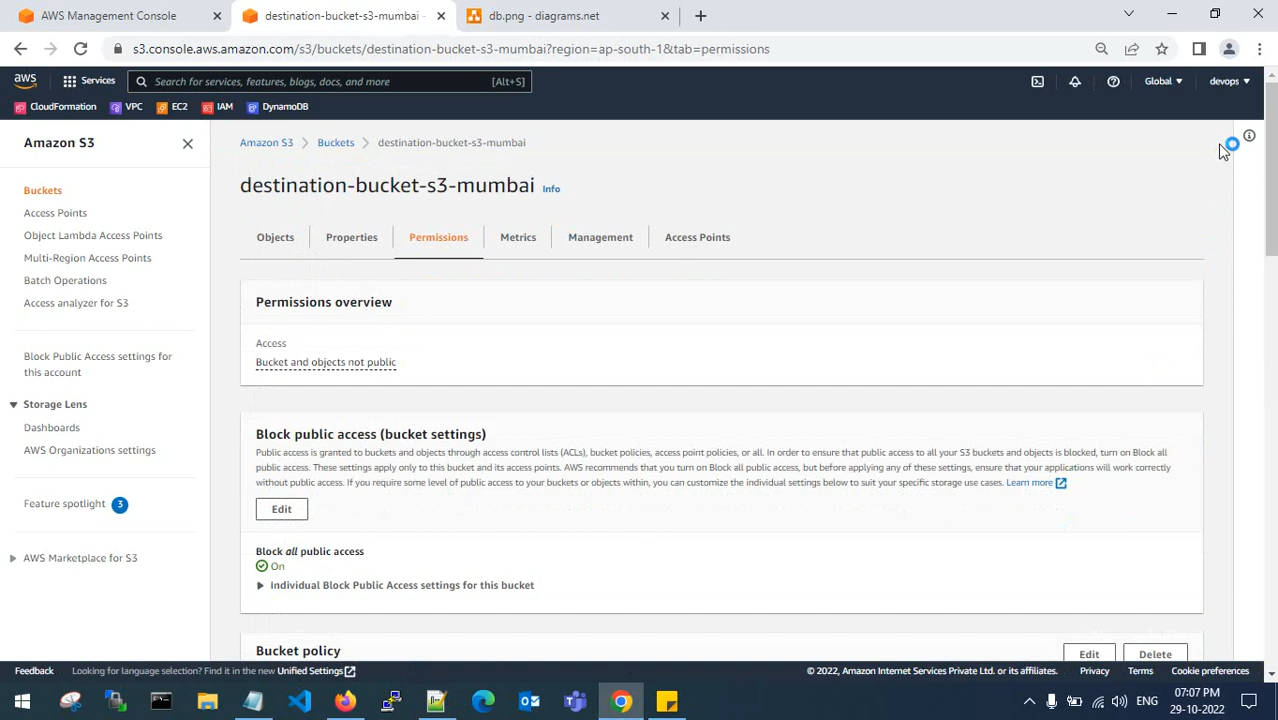 AWS Management Console
destination-bucket-s3-mumbai -
db.png - diagrams.net
s3.console.aws.amazon.com/s3/buckets/destination-bucket-s3-mumbai?region=ap-south-1&tab=permissions
aws
Services
Search for services, features, blogs, docs, and more
[Alt+S]
Global
devops
CloudFormation
VPC
EC2
IAM
DynamoDB
Amazon S3
Buckets
Access Points
Object Lambda Access Points
Multi-Region Access Points
Batch Operations
Access analyzer for S3
Block Public Access settings for
this account
Storage Lens
Dashboards
AWS Organizations settings
Feature spotlight 3
AWS Marketplace for S3
Amazon S3 > Buckets > destination-bucket-s3-mumbai
destination-bucket-s3-mumbai Info
Objects
Properties
Permissions
Metrics
Management
Access Points
Permissions overview
Access
Bucket and objects not public
Block public access (bucket settings)
Public access is granted to buckets and objects through access control lists (ACLs), bucket policies, access point policies, or all. In order to ensure that public access to all your S3 buckets and objects is blocked, turn on Block all
public access. These settings apply only to this bucket and its access points. AWS recommends that you turn on Block all public access, but before applying any of these settings, ensure that your applications will work correctly
without public access. If you require some level of public access to your buckets or objects within, you can customize the individual settings below to suit your specific storage use cases. Learn more
Edit
Block all public access
On
Individual Block Public Access settings for this bucket
Bucket policy
Edit
Delete
Feedback
Looking for language selection? Find it in the new Unified Settings
© 2022, Amazon Internet Services Private Ltd. or its affiliates.
Privacy
Terms
Cookie preferences
ENG
07:07 PM
29-10-2022